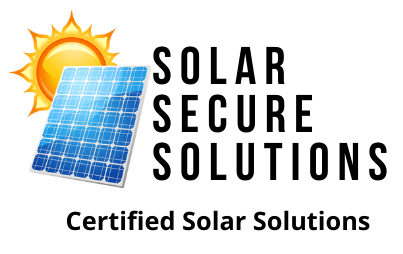 SOLAR
SECURE
SOLUTIONS
Certified Solar Solutions